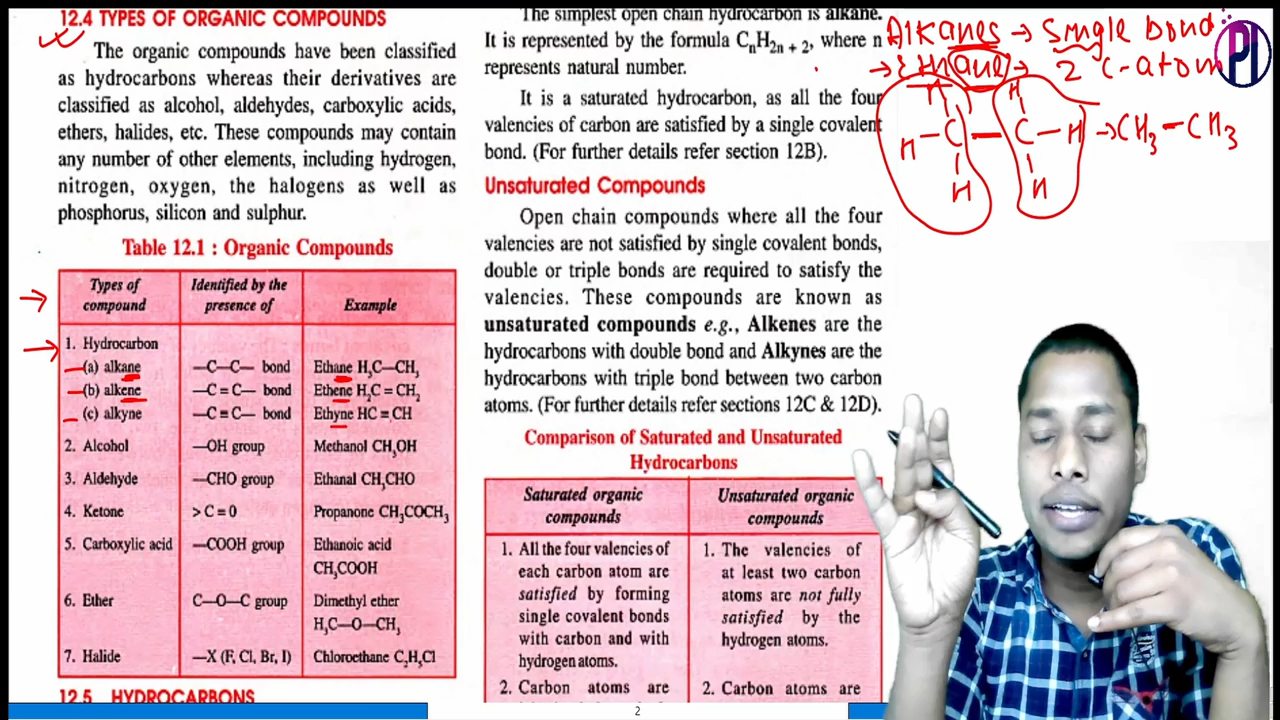 12.4 TYPES OF ORGANIC COMPOUNDS
The organic compounds have been classified
as hydrocarbons whereas their derivatives are
classified as alcohol, aldehydes, carboxylic acids,
ethers, halides, etc. These compounds may contain
any number of other elements, including hydrogen,
nitrogen, oxygen, the halogens as well as
phosphorus, silicon and sulphur.
Table 12.1 : Organic Compounds
Types of compound Identified by the presence of Example
1. Hydrocarbon
(a) alkane —C—C— bond Ethane H₃C—CH₃
(b) alkene —C=C— bond Ethene H₂C=CH₂
(c) alkyne —C≡C— bond Ethyne HC≡CH
2. Alcohol —OH group Methanol CH₃OH
3. Aldehyde —CHO group Ethanal CH₃CHO
4. Ketone >C=0 Propanone CH₃COCH₃
5. Carboxylic acid —COOH group Ethanoic acid
CH₃COOH
6. Ether C—O—C group Dimethyl ether
H₃C—O—CH₃
7. Halide —X (F, Cl, Br, I) Chloroethane C₂H₅Cl
12.5 HYDROCARBONS
The simplest open chain hydrocarbon is alkane.
It is represented by the formula CₙH₂ₙ₊₂, where n
represents natural number.
It is a saturated hydrocarbon, as all the four
valencies of carbon are satisfied by a single covalent
bond. (For further details refer section 12B).
Unsaturated Compounds
Open chain compounds where all the four
valencies are not satisfied by single covalent bonds,
double or triple bonds are required to satisfy the
valencies. These compounds are known as
unsaturated compounds e.g., Alkenes are the
hydrocarbons with double bond and Alkynes are the
hydrocarbons with triple bond between two carbon
atoms. (For further details refer sections 12C & 12D).
Comparison of Saturated and Unsaturated
Hydrocarbons
Saturated organic compounds Unsaturated organic compounds
1. All the four valencies of
each carbon atom are
satisfied by forming
single covalent bonds
with carbon and with
hydrogen atoms.
2. Carbon atoms are
1. The valencies of
at least two carbon
atoms are not fully
satisfied by the
hydrogen atoms.
2. Carbon atoms are
2
Alkanes → Single bond
→ Ethane → 2 C-atom
H H
H—C—C—H → CH₃—CH₃
H H
PI